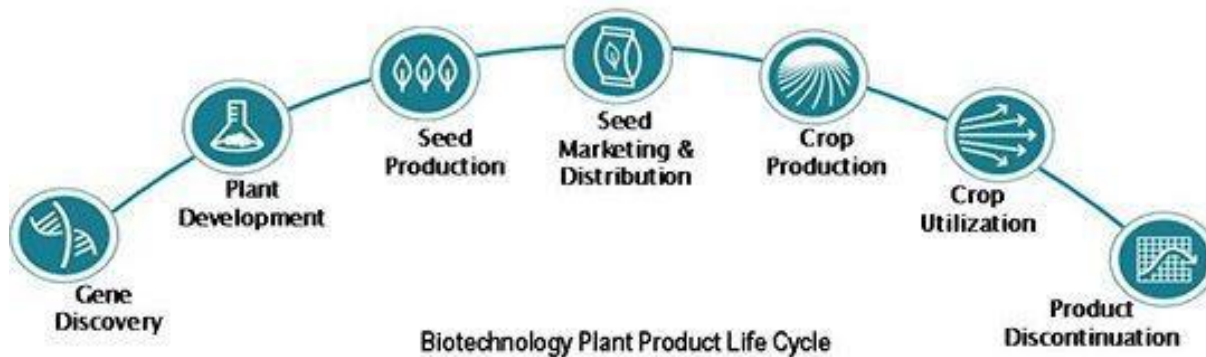 Gene
Discovery
Plant
Development
Seed
Production
Seed
Marketing &
Distribution
Crop
Production
Crop
Utilization
Product
Discontinuation
Biotechnology Plant Product Life Cycle